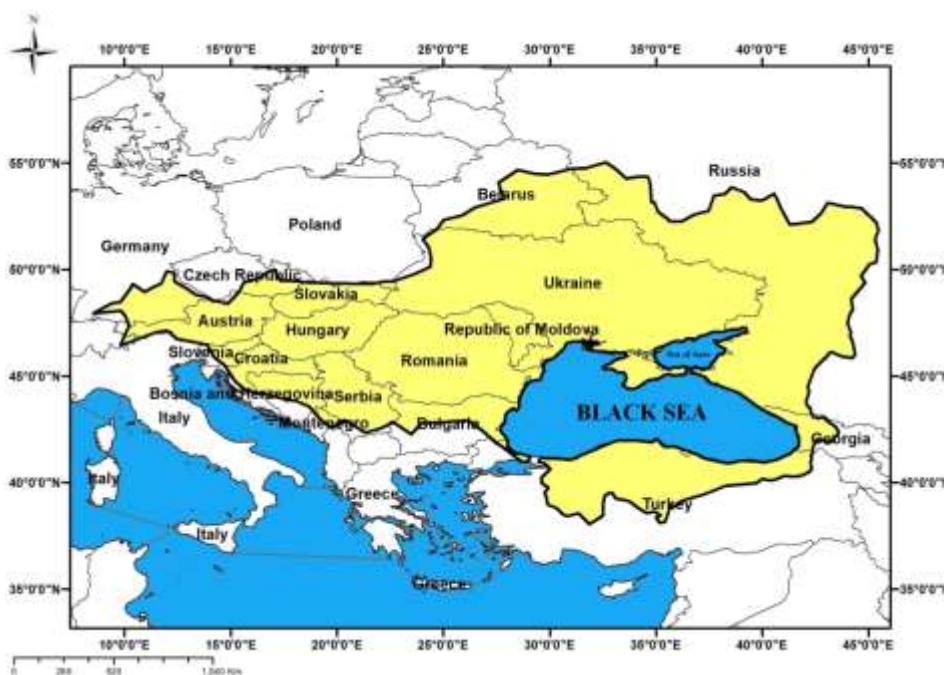 N
10°0'0"E 15°0'0"E 20°0'0"E 25°0'0"E 30°0'0"E 35°0'0"E 40°0'0"E 45°0'0"E
55°0'0"N 55°0'0"N
Russia
Belarus
Poland
Germany
50°0'0"N 50°0'0"N
Czech Republic
Ukraine
Slovakia
Austria
Hungary
Republic of Moldova
Slovenia
Croatia
Romania
45°0'0"N 45°0'0"N
Bosnia and Herzegovina
Serbia
Italy
Montenegro
Bulgaria
BLACK SEA
Georgia
Italy
40°0'0"N 40°0'0"N
Greece
Turkey
Italy
Greece
35°0'0"N 35°0'0"N
10°0'0"E 15°0'0"E 20°0'0"E 25°0'0"E 30°0'0"E 35°0'0"E 40°0'0"E 45°0'0"E
0